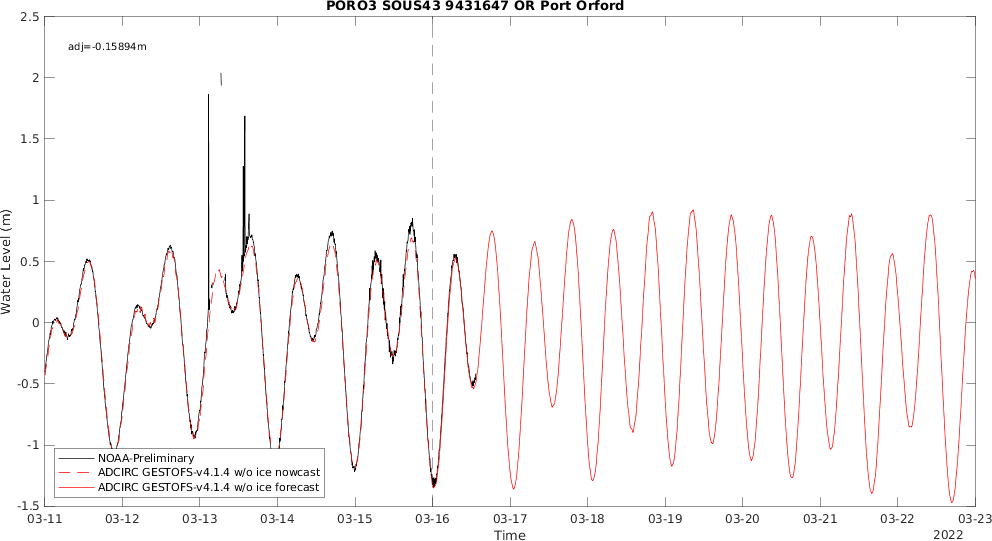 PORO3 SOUS43 9431647 OR Port Orford
adj=-0.15894m
Water Level (m)
2.5
2
1.5
1
0.5
0
-0.5
-1
-1.5
NOAA-Preliminary
ADCIRC GESTOFS-v4.1.4 w/o ice nowcast
ADCIRC GESTOFS-v4.1.4 w/o ice forecast
03-11 03-12 03-13 03-14 03-15 03-16 03-17 03-18 03-19 03-20 03-21 03-22 03-23
Time
2022